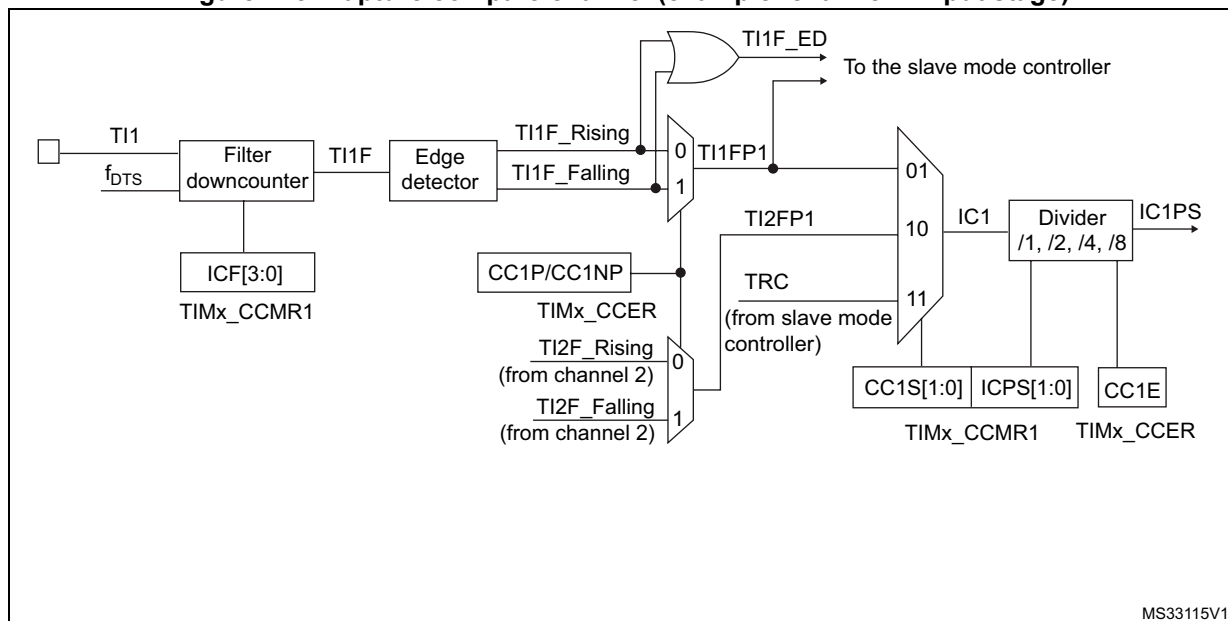 TI1F_ED
To the slave mode controller
TI1
f_DTS
Filter
downcounter
TI1F
Edge
detector
TI1F_Rising
TI1F_Falling
0
1
TI1FP1
01
TI2FP1
10
IC1
Divider
/1, /2, /4, /8
IC1PS
ICF[3:0]
TIMx_CCMR1
CC1P/CC1NP
TIMx_CCER
TRC
11
(from slave mode
controller)
TI2F_Rising
(from channel 2)
0
TI2F_Falling
(from channel 2)
1
CC1S[1:0]
ICPS[1:0]
CC1E
TIMx_CCMR1
TIMx_CCER
MS33115V1